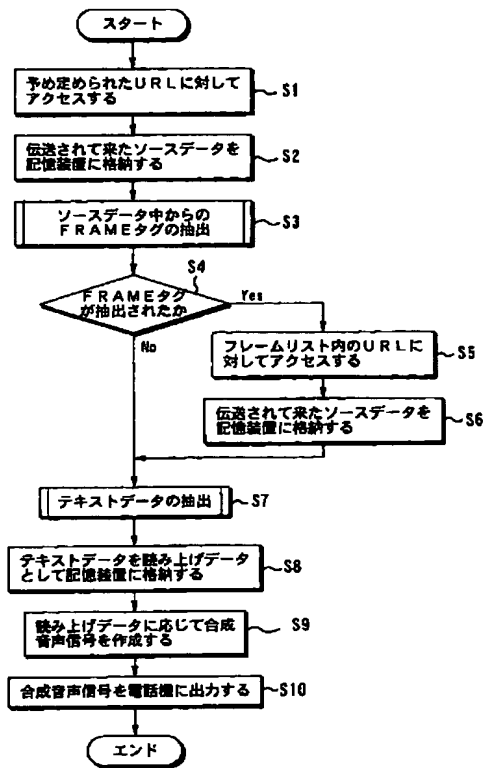 スタート
予め定められたURLに対して
アクセスする
S1
伝送されて来たソースデータを
記憶装置に格納する
S2
ソースデータ中からの
FRAMEタグの抽出
S3
S4
FRAMEタグ
が抽出されたか
Yes
No
フレームリスト内のURLに
対してアクセスする
S5
伝送されて来たソースデータを
記憶装置に格納する
S6
テキストデータの抽出
S7
テキストデータを読み上げデータ
として記憶装置に格納する
S8
読み上げデータに応じて合成
音声信号を作成する
S9
合成音声信号を電話機に出力する
S10
エンド